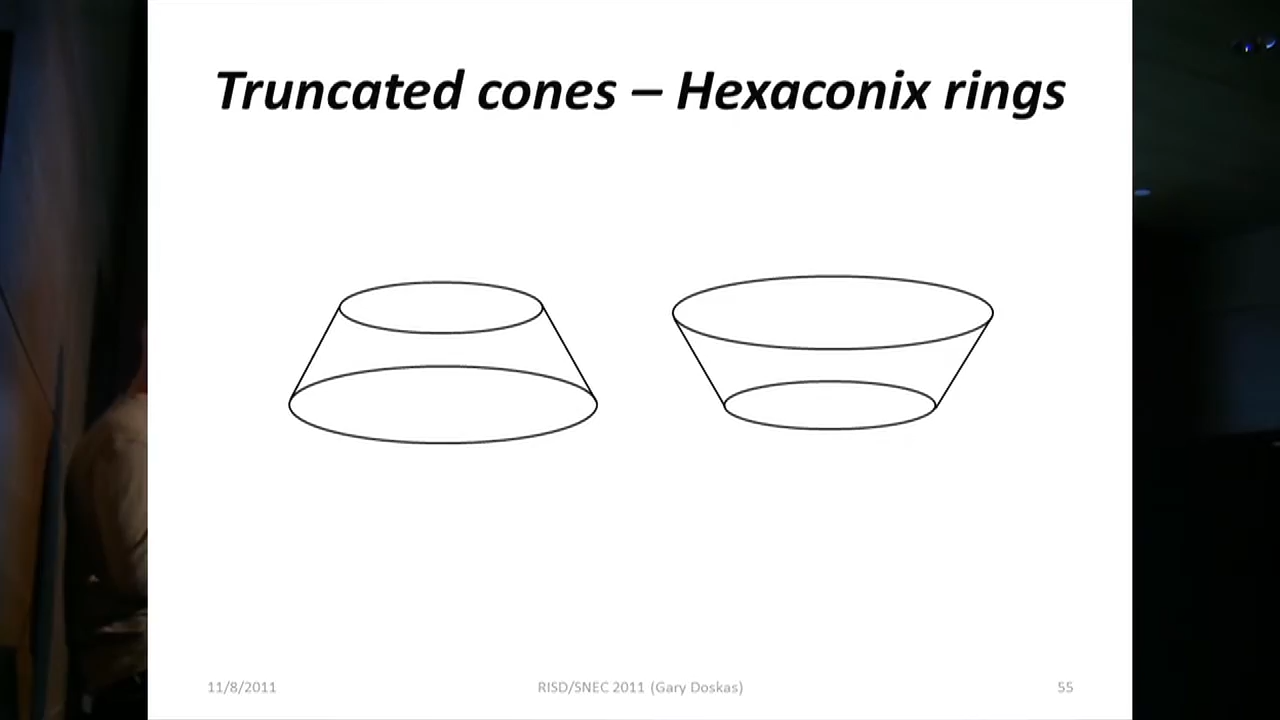 Truncated cones – Hexaconix rings
11/8/2011
RISD/SNEC 2011 (Gary Doskas)
55